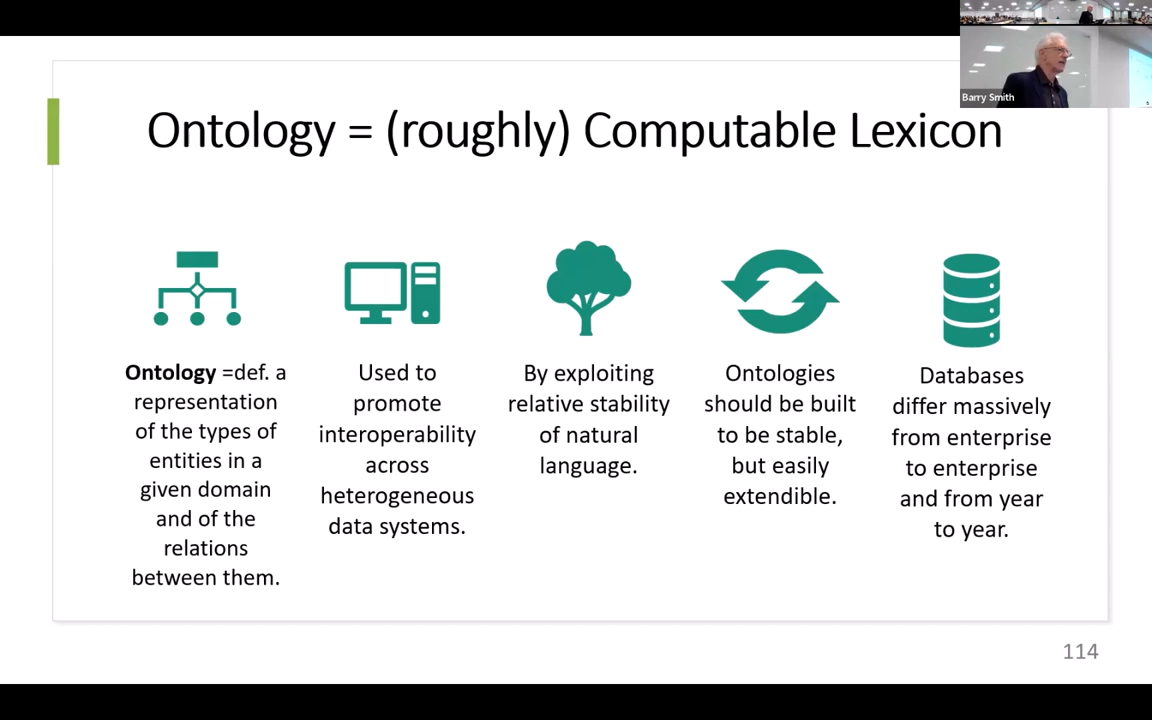 Barry Smith
Ontology = (roughly) Computable Lexicon
Ontology =def. a
representation
of the types of
entities in a
given domain
and of the
relations
between them.
Used to
promote
interoperability
across
heterogeneous
data systems.
By exploiting
relative stability
of natural
language.
Ontologies
should be built
to be stable,
but easily
extendible.
Databases
differ massively
from enterprise
to enterprise
and from year
to year.
114